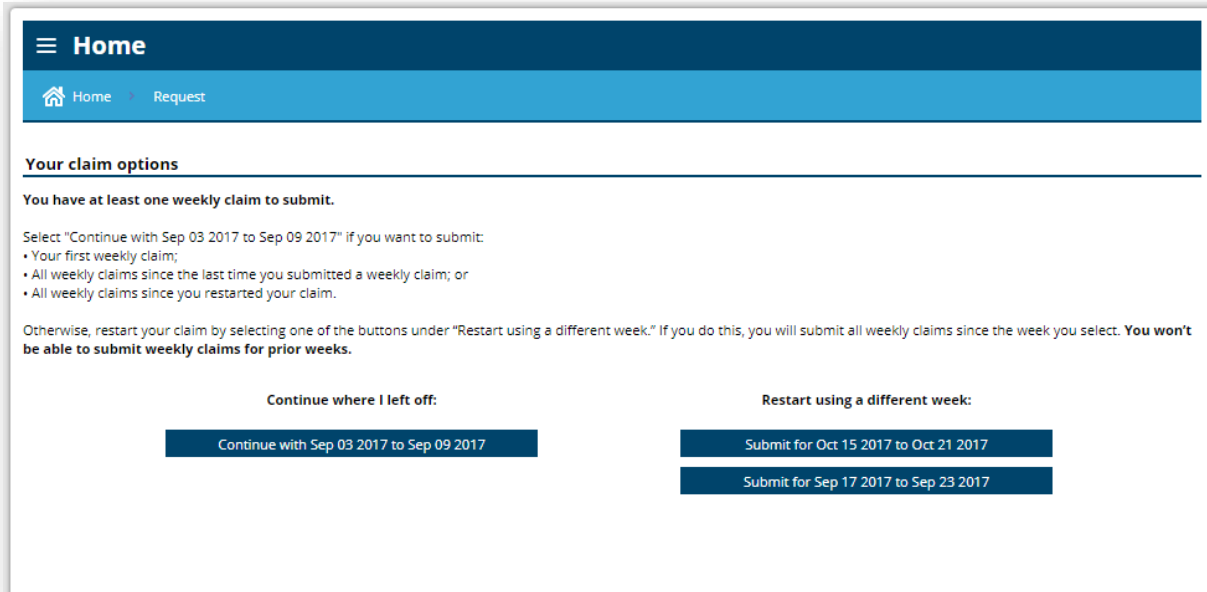 Home
Home > Request
Your claim options
You have at least one weekly claim to submit.
Select "Continue with Sep 03 2017 to Sep 09 2017" if you want to submit:
• Your first weekly claim;
• All weekly claims since the last time you submitted a weekly claim; or
• All weekly claims since you restarted your claim.
Otherwise, restart your claim by selecting one of the buttons under “Restart using a different week.” If you do this, you will submit all weekly claims since the week you select. You won’t
be able to submit weekly claims for prior weeks.
Continue where I left off:
Continue with Sep 03 2017 to Sep 09 2017
Restart using a different week:
Submit for Oct 15 2017 to Oct 21 2017
Submit for Sep 17 2017 to Sep 23 2017